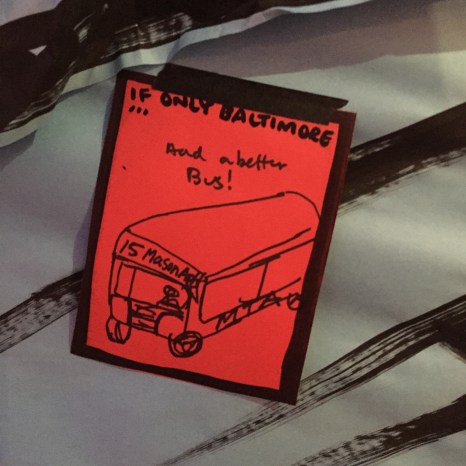 IF ONLY BALTIMORE
...
Had a better
Bus!
15 Mason
MTA